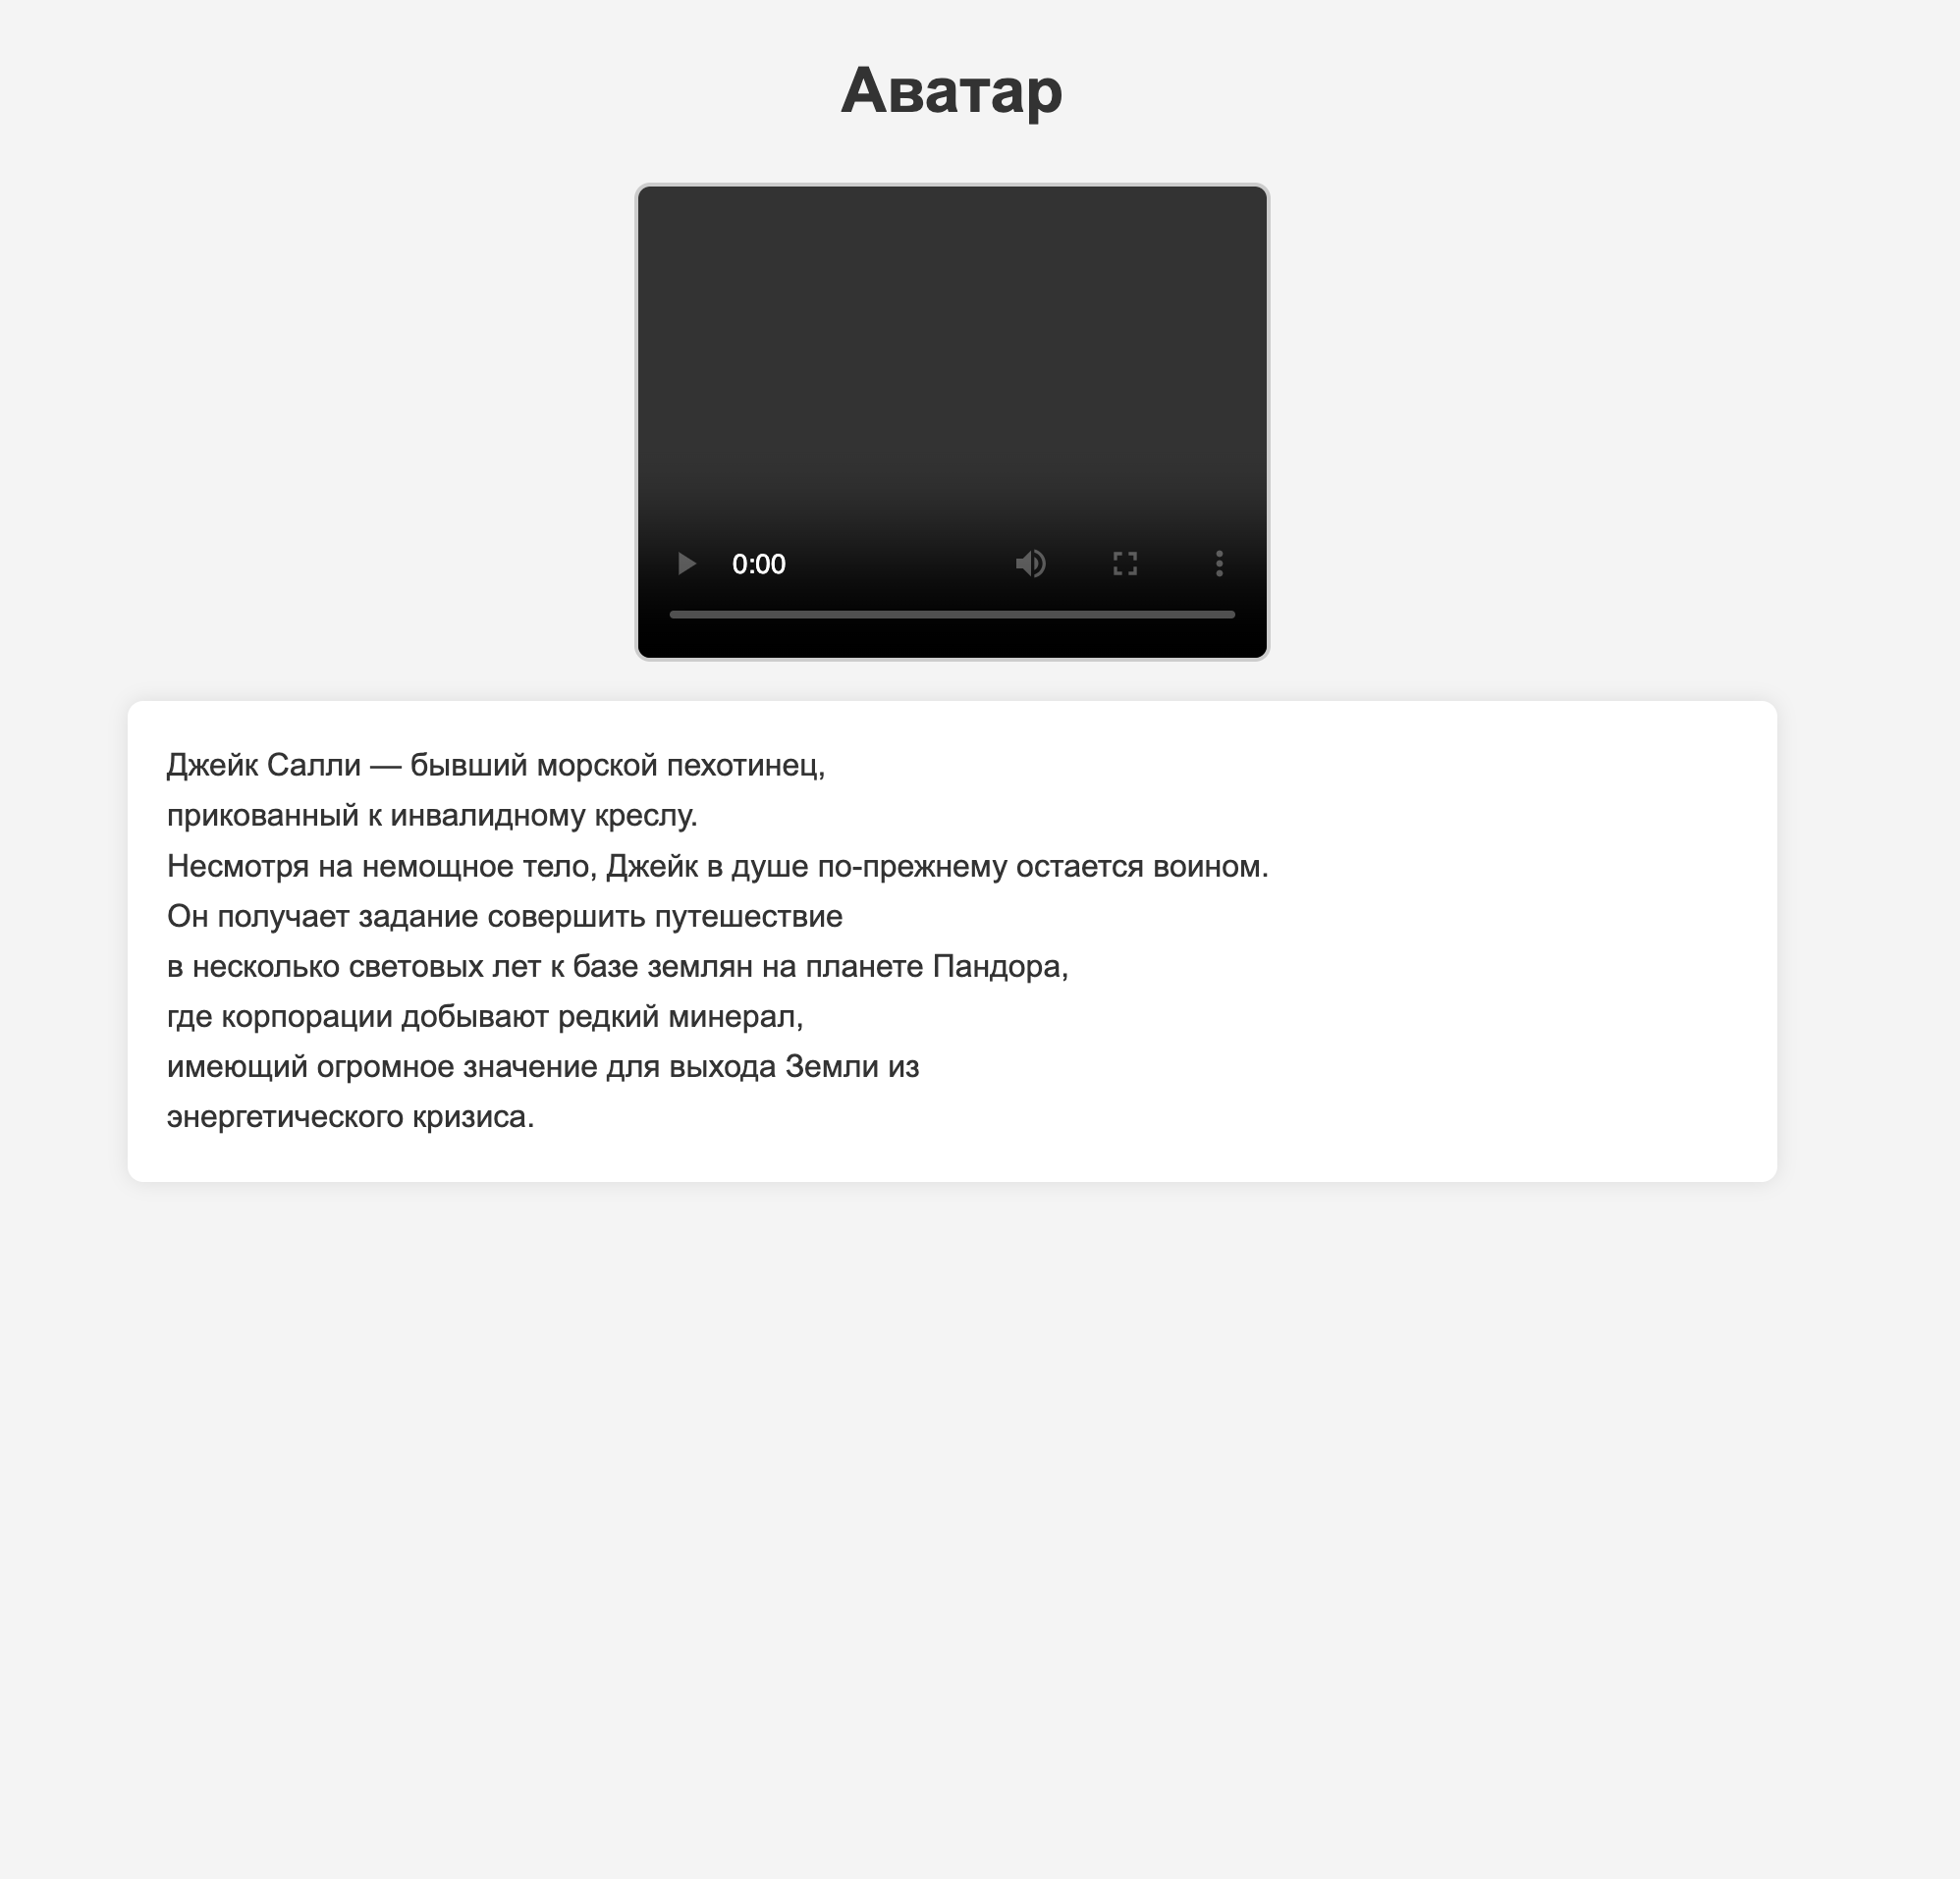 Аватар
0:00
Джейк Салли — бывший морской пехотинец,
прикованный к инвалидному креслу.
Несмотря на немощное тело, Джейк в душе по-прежнему остается воином.
Он получает задание совершить путешествие
в несколько световых лет к базе землян на планете Пандора,
где корпорации добывают редкий минерал,
имеющий огромное значение для выхода Земли из
энергетического кризиса.